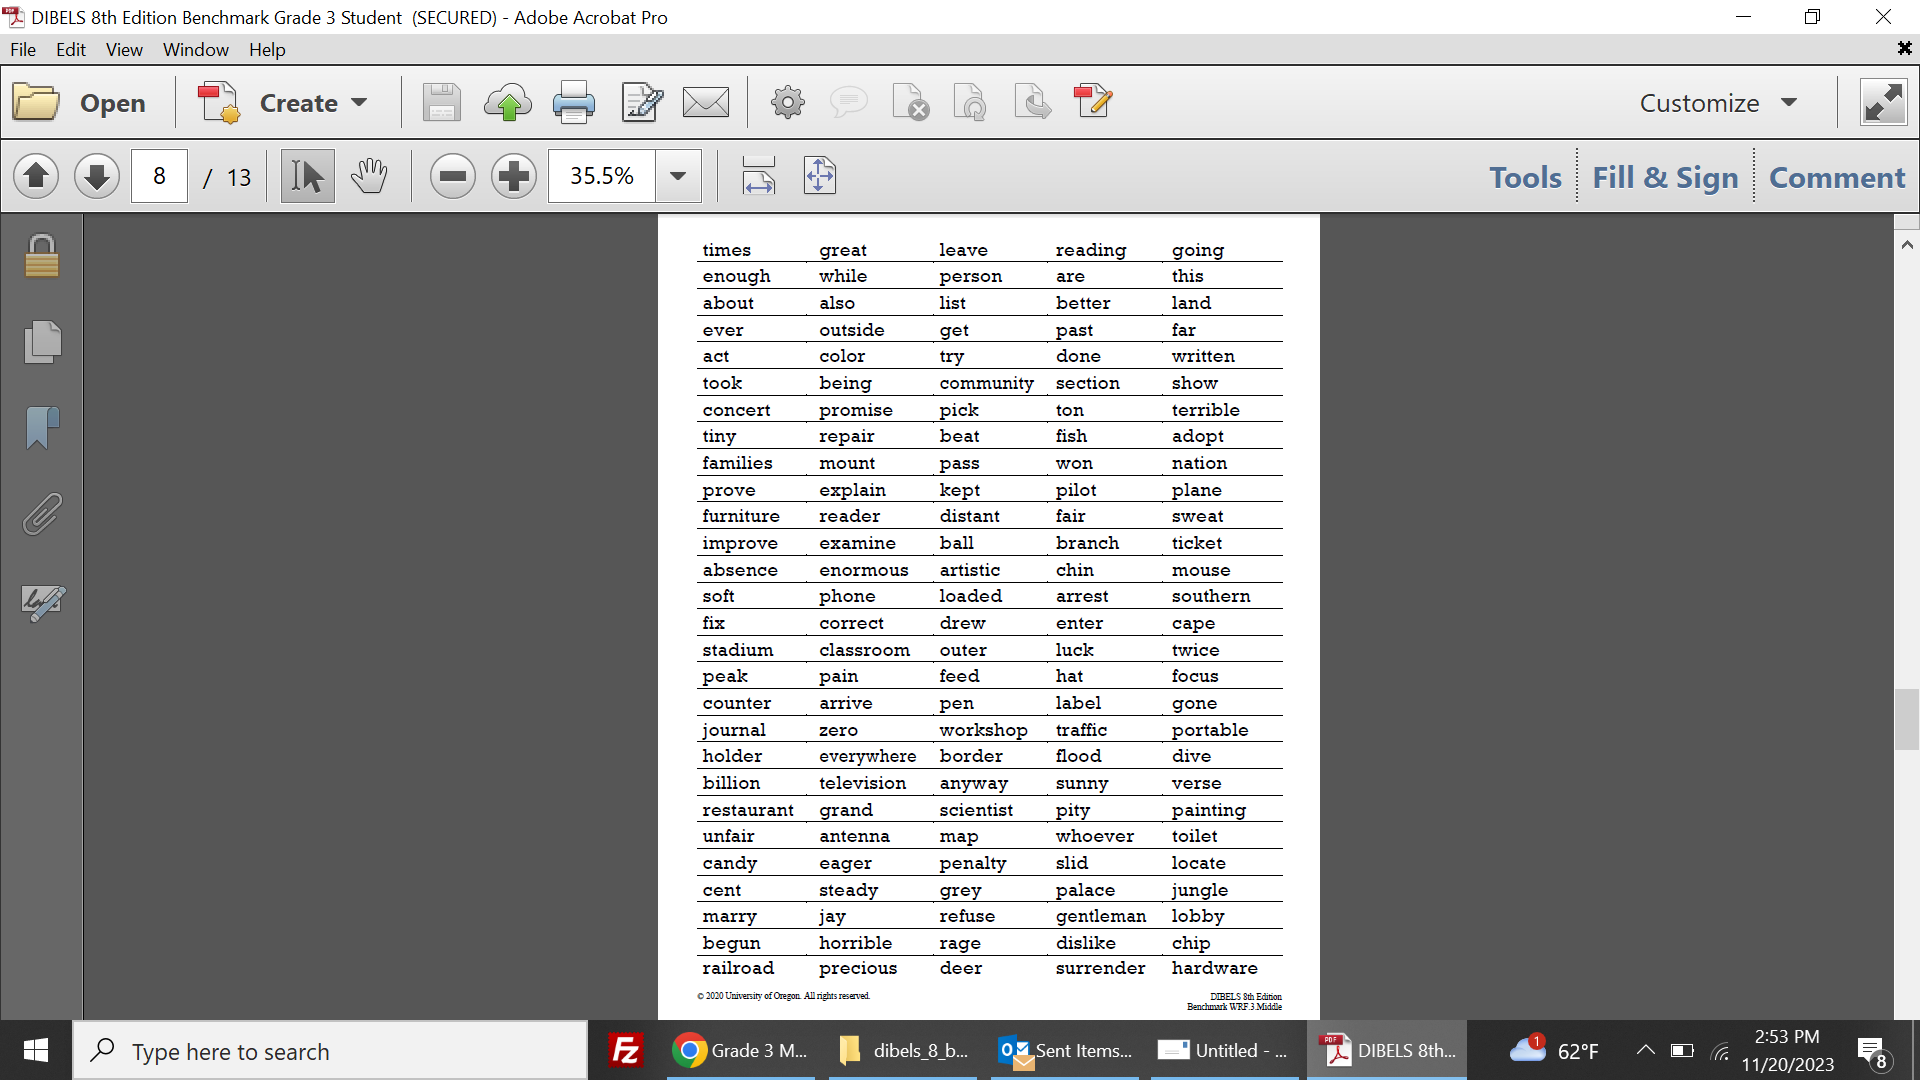 DIBELS 8th Edition Benchmark Grade 3 Student (SECURED) - Adobe Acrobat Pro
File Edit View Window Help
Open Create Customize
8 / 13 35.5% Tools Fill & Sign Comment
times great leave reading going
enough while person are this
about also list better land
ever outside get past far
act color try done written
took being community section show
concert promise pick ton terrible
tiny repair beat fish adopt
families mount pass won nation
prove explain kept pilot plane
furniture reader distant fair sweat
improve examine ball branch ticket
absence enormous artistic chin mouse
soft phone loaded arrest southern
fix correct drew enter cape
stadium classroom outer luck twice
peak pain feed hat focus
counter arrive pen label gone
journal zero workshop traffic portable
holder everywhere border flood dive
billion television anyway sunny verse
restaurant grand scientist pity painting
unfair antenna map whoever toilet
candy eager penalty slid locate
cent steady grey palace jungle
marry jay refuse gentleman lobby
begun horrible rage dislike chip
railroad precious deer surrender hardware
© 2020 University of Oregon. All rights reserved. DIBELS 8th Edition
Benchmark WRF.3.Middle
Type here to search Grade 3 M... dibels_8_b... Sent Items... Untitled - ... DIBELS 8th... 1 62°F 2:53 PM
11/20/2023 8